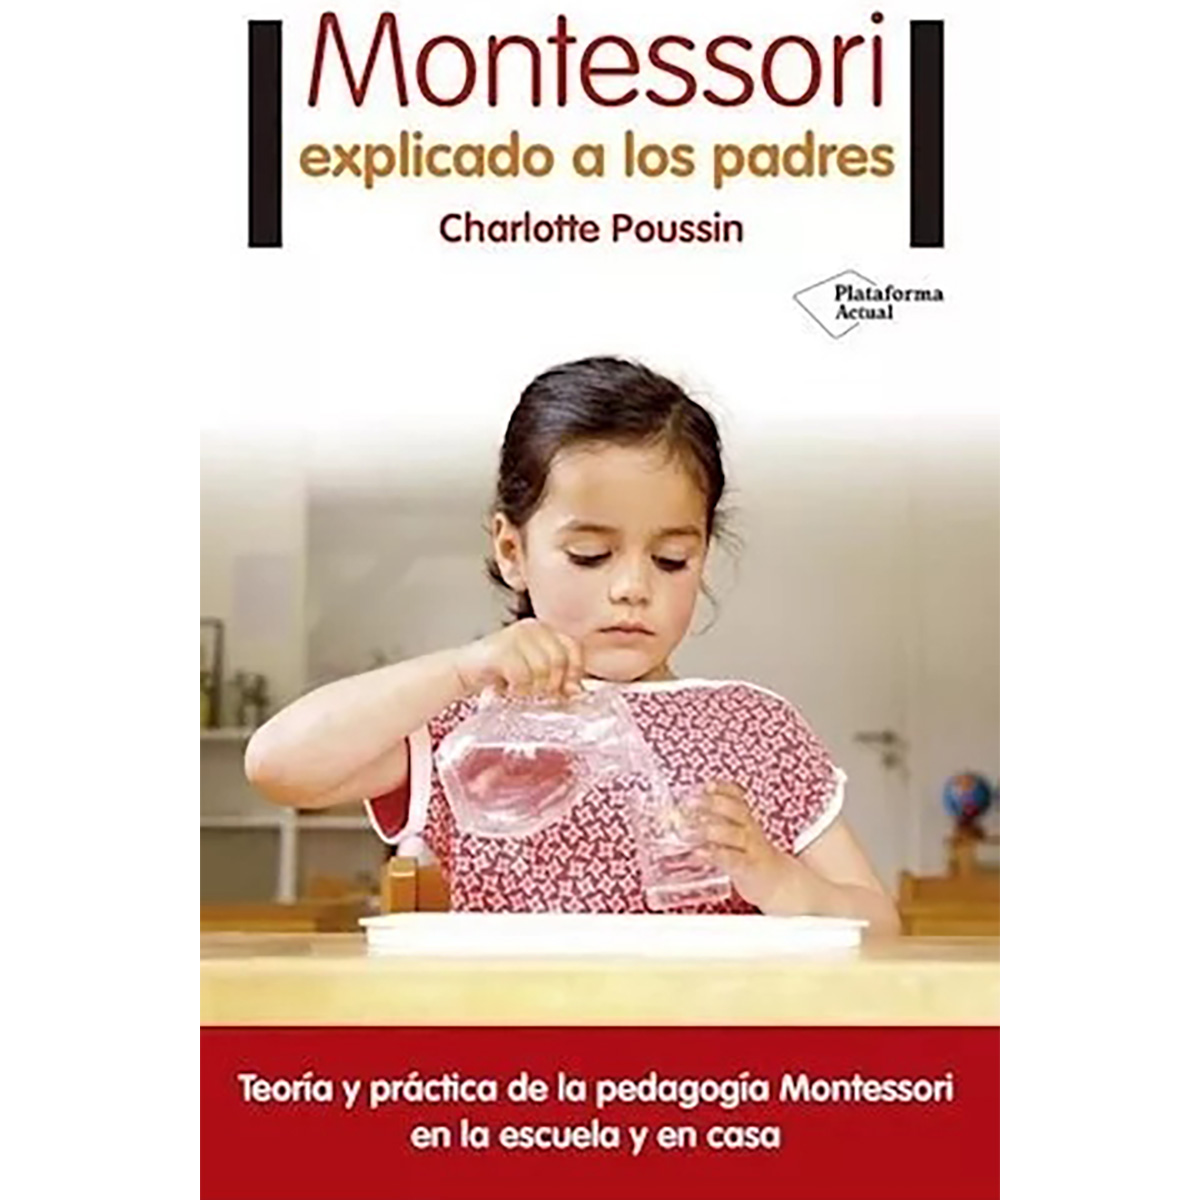 Montessori
explicado a los padres
Charlotte Poussin
Plataforma
Actual
Teoría y práctica de la pedagogía Montessori
en la escuela y en casa